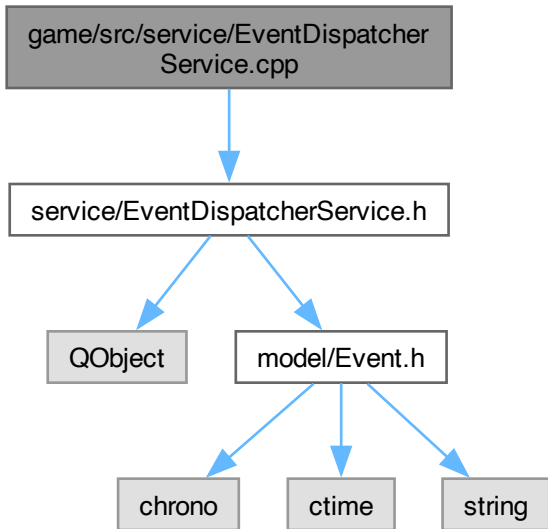 game/src/service/EventDispatcher
Service.cpp
service/EventDispatcherService.h
QObject
model/Event.h
chrono
ctime
string